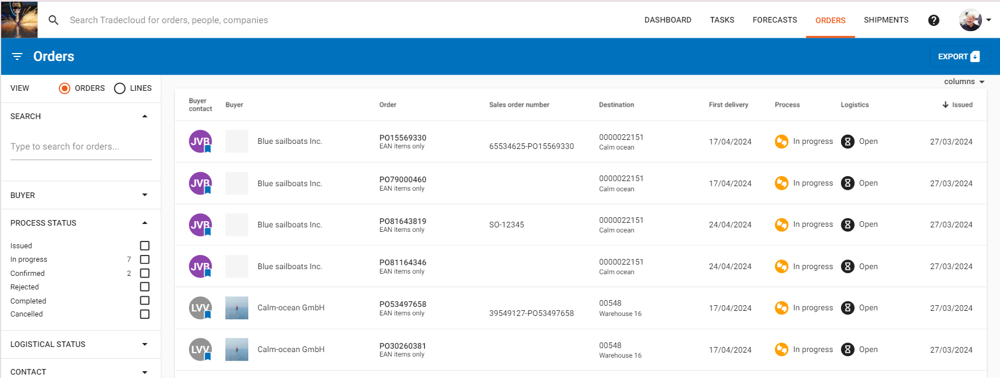 Search Tradecloud for orders, people, companies
DASHBOARD TASKS FORECASTS ORDERS SHIPMENTS ?
Orders
EXPORT
VIEW ORDERS LINES
columns
SEARCH
Type to search for orders...
BUYER
PROCESS STATUS
Issued
In progress 7
Confirmed 2
Rejected
Completed
Cancelled
LOGISTICAL STATUS
CONTACT
Buyer contact Buyer Order Sales order number Destination First delivery Process Logistics Issued
JVB Blue sailboats Inc. PO15569330 EAN items only 65534625-PO15569330 0000022151 Calm ocean 17/04/2024 In progress Open 27/03/2024
JVB Blue sailboats Inc. PO79000460 EAN items only 0000022151 Calm ocean 17/04/2024 In progress Open 27/03/2024
JVB Blue sailboats Inc. PO81643819 EAN items only SO-12345 0000022151 Calm ocean 24/04/2024 In progress Open 27/03/2024
JVB Blue sailboats Inc. PO81164346 EAN items only 0000022151 Calm ocean 24/04/2024 In progress Open 27/03/2024
LVV Calm-ocean GmbH PO53497658 EAN items only 39549127-PO53497658 00548 Warehouse 16 17/04/2024 In progress Open 27/03/2024
LVV Calm-ocean GmbH PO30260381 EAN items only 00548 Warehouse 16 17/04/2024 In progress Open 27/03/2024